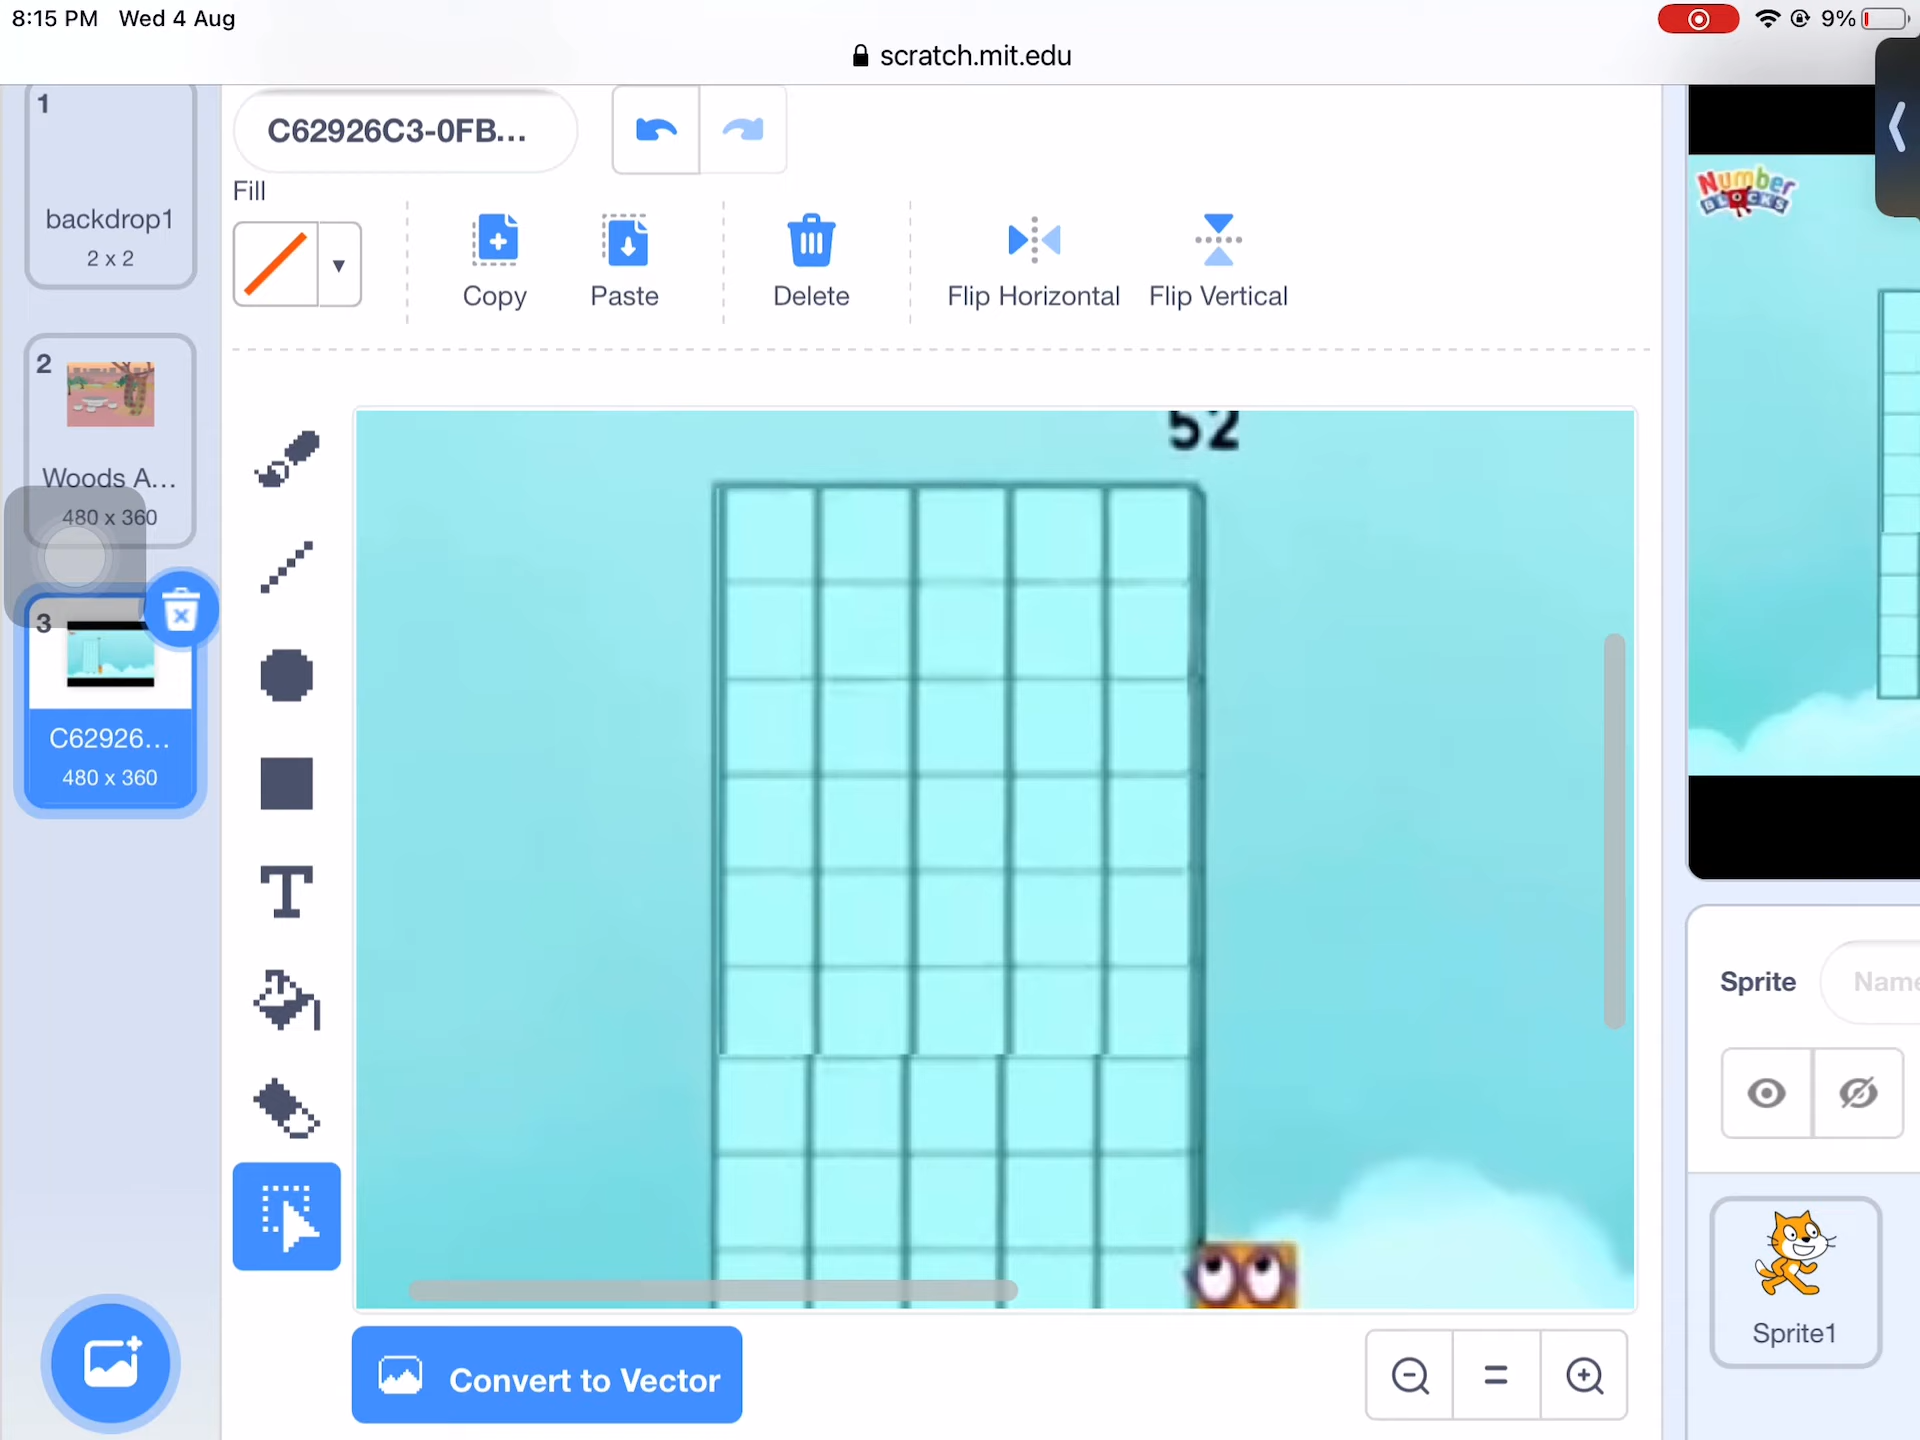 8:15 PM Wed 4 Aug
9%
scratch.mit.edu
1
backdrop1
2 x 2
2
Woods A...
480 x 360
3
C62926...
480 x 360
C62926C3-0FB...
Fill
Copy
Paste
Delete
Flip Horizontal
Flip Vertical
52
T
Convert to Vector
Number
BLOCKS
Sprite
Name
Sprite1